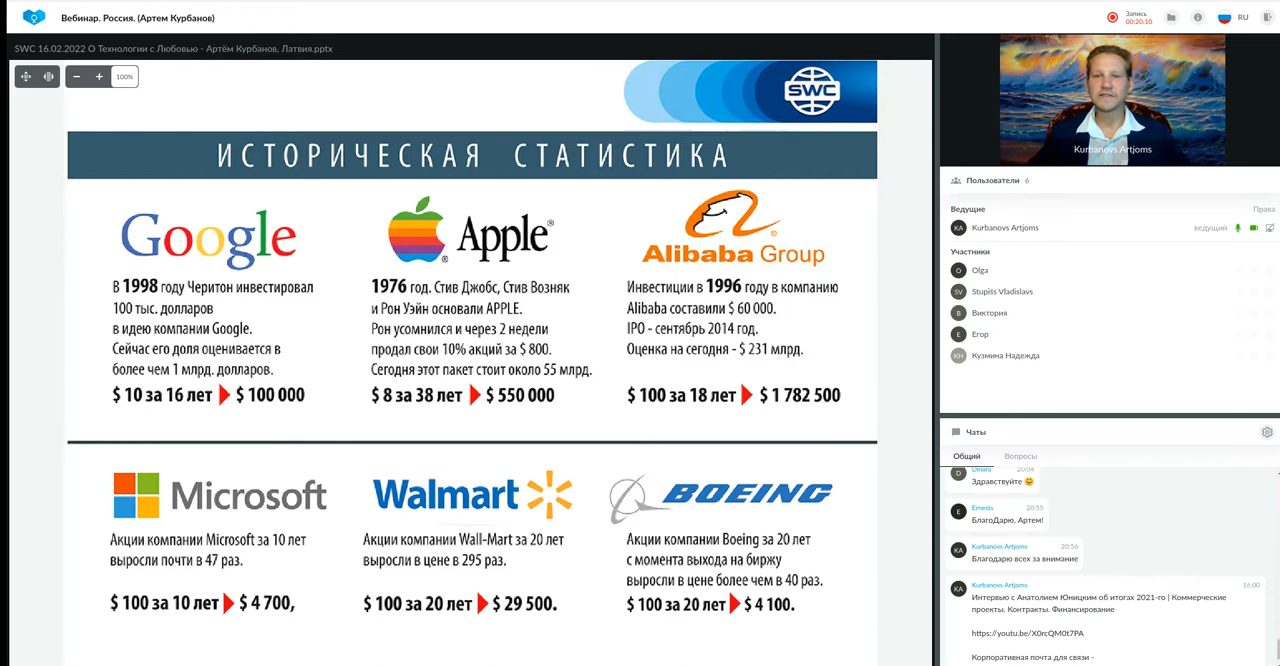 Вебинар. Россия. (Артем Курбанов)
Запись
00:20:10
RU
SWC 16.02.2022 О Технологии с Любовью - Артём Курбанов, Латвия.pptx
100%
SWC
ИСТОРИЧЕСКАЯ СТАТИСТИКА
Google
В 1998 году Черитон инвестировал
100 тыс. долларов
в идею компании Google.
Сейчас его доля оценивается в
более чем 1 млрд. долларов.
$ 10 за 16 лет $ 100 000
Apple®
1976 год. Стив Джобс, Стив Возняк
и Рон Уэйн основали APPLE.
Рон усомнился и через 2 недели
продал свои 10% акций за $ 800.
Сегодня этот пакет стоит около 55 млрд.
$ 8 за 38 лет $ 550 000
Alibaba Group
Инвестиции в 1996 году в компанию
Alibaba составили $ 60 000.
IPO - сентябрь 2014 год.
Оценка на сегодня - $ 231 млрд.
$ 100 за 18 лет $ 1 782 500
Microsoft
Акции компании Microsoft за 10 лет
выросли почти в 47 раз.
$ 100 за 10 лет $ 4 700,
Walmart
Акции компании Wall-Mart за 20 лет
выросли в цене в 295 раз.
$ 100 за 20 лет $ 29 500.
BOEING
Акции компании Boeing за 20 лет
с момента выхода на биржу
выросли в цене более чем в 40 раз.
$ 100 за 20 лет $ 4 100.
Kurbanovs Artjoms
Пользователи 6
Ведущие Права
KA Kurbanovs Artjoms ведущий
Участники
O Olga
SV Stupišs Vladislavs
В Виктория
Е Егор
КН Кузмина Надежда
Чаты
Общий Вопросы
D Dinara 20:04
Здравствуйте
E Ernests 20:55
БлагоДарю, Артем!
KA Kurbanovs Artjoms 20:56
Благодарю всех за внимание
KA Kurbanovs Artjoms 16:00
Интервью с Анатолием Юницким об итогах 2021-го | Коммерческие
проекты. Контракты. Финансирование
https://youtu.be/X0rcQM0t7PA
Корпоративная почта для связи -